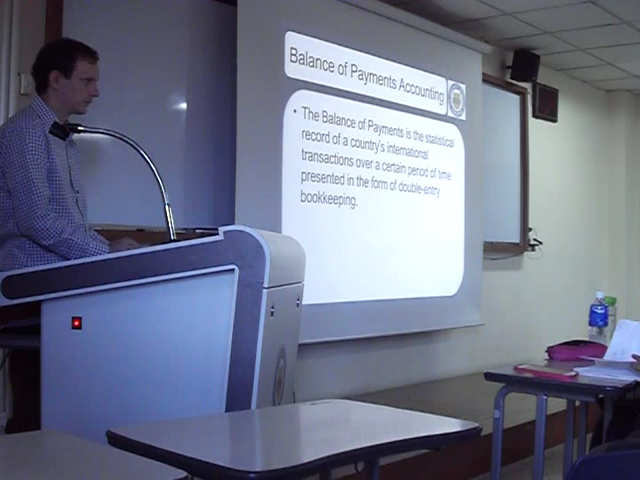 Balance of Payments Accounting
• The Balance of Payments is the statistical
record of a country's international
transactions over a certain period of time
presented in the form of double-entry
bookkeeping.